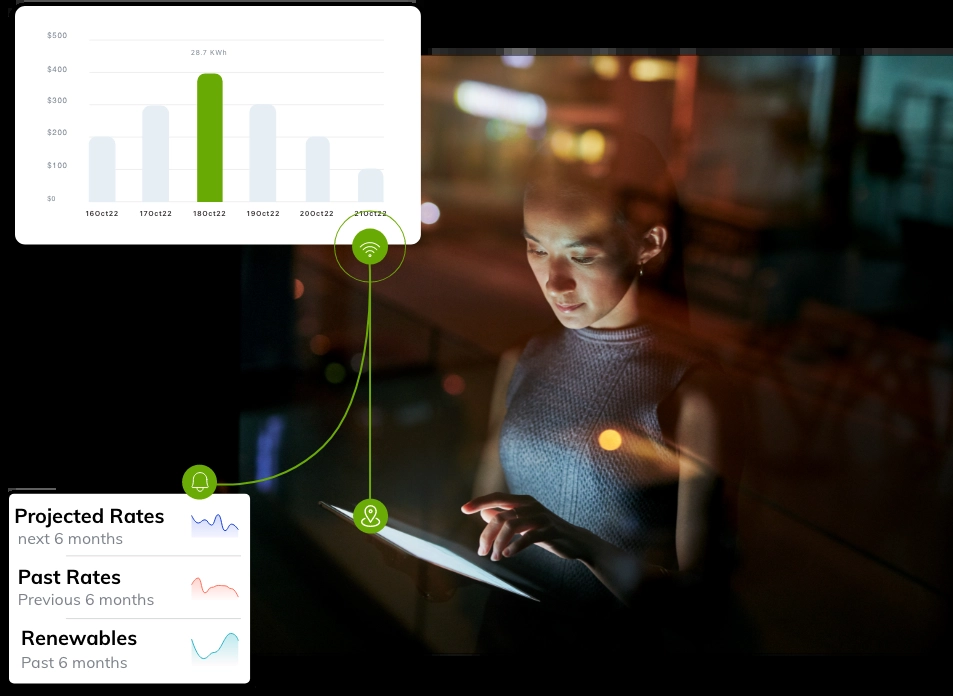 $500
28.7 KWh
$400
$300
$200
$100
$0
16Oct22 17Oct22 18Oct22 19Oct22 20Oct22 21Oct22
Projected Rates
next 6 months
Past Rates
Previous 6 months
Renewables
Past 6 months